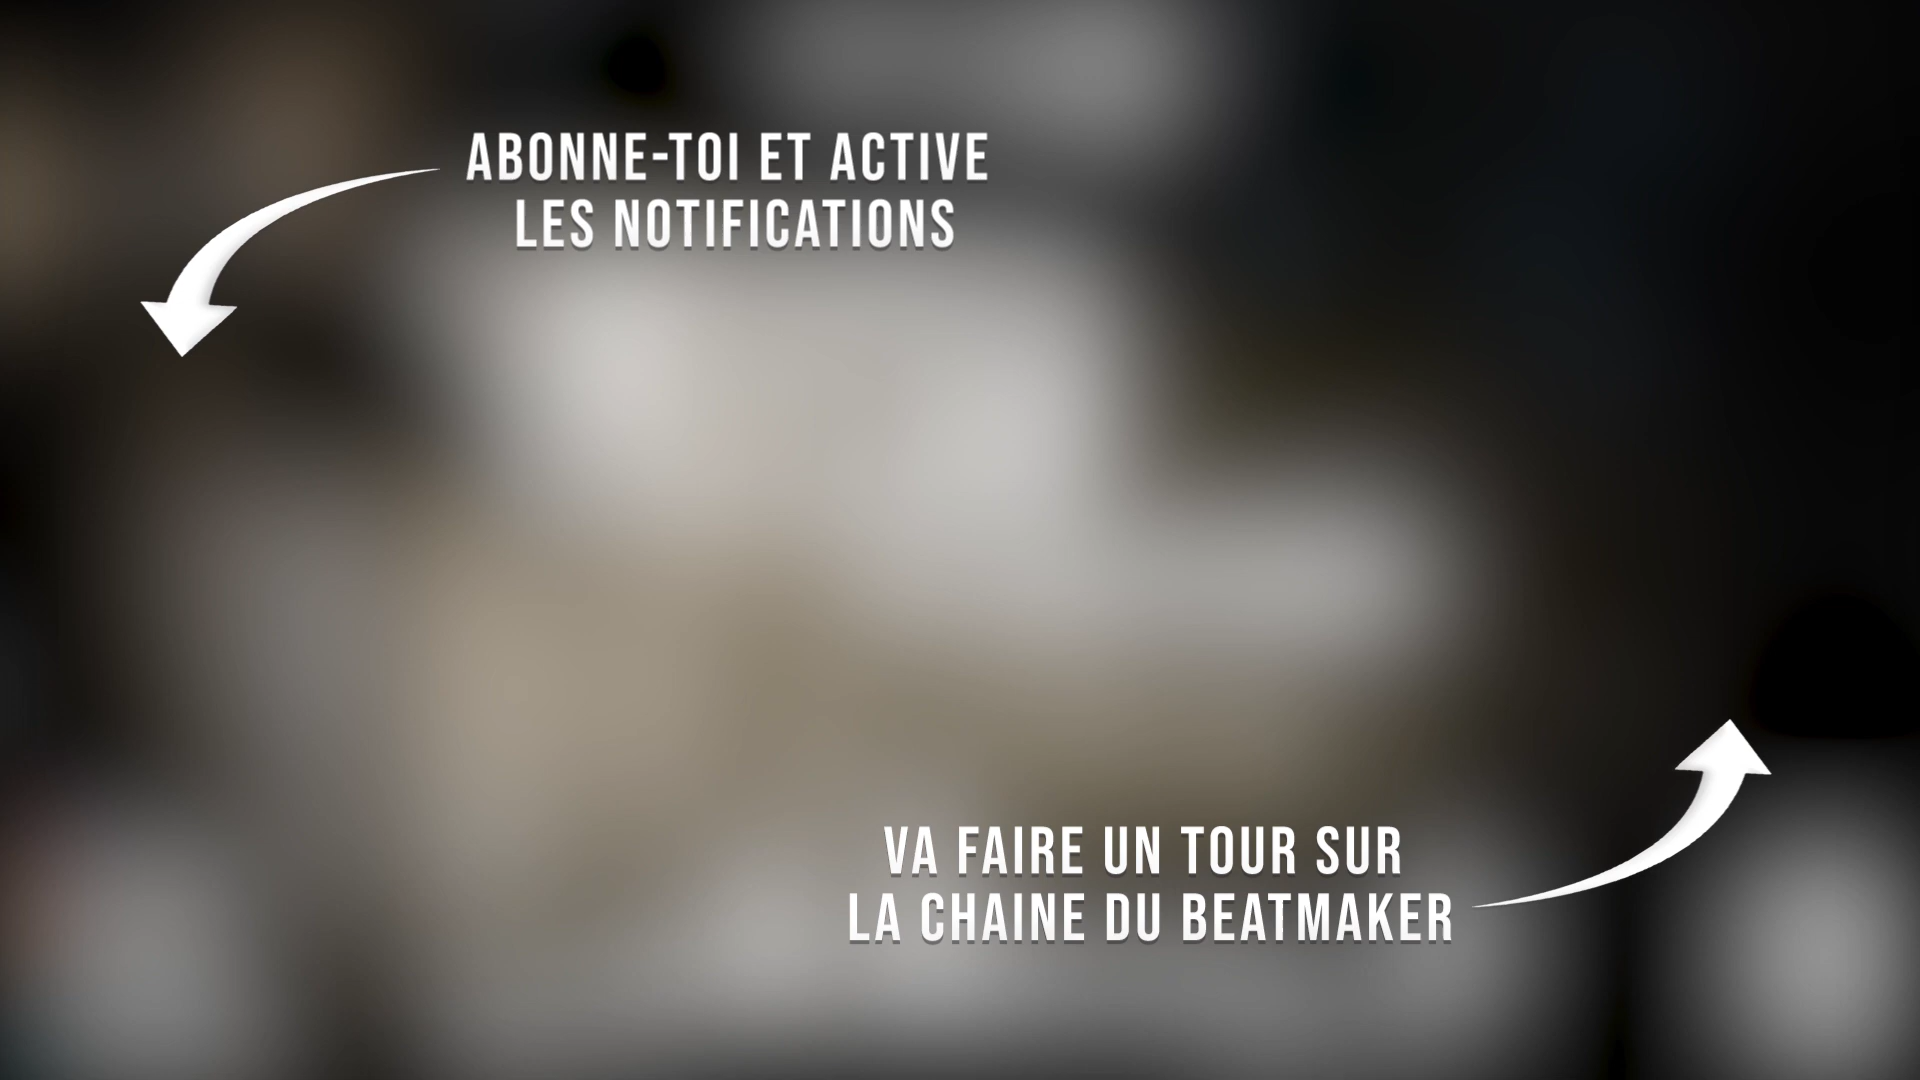 ABONNE-TOI ET ACTIVE
LES NOTIFICATIONS
VA FAIRE UN TOUR SUR
LA CHAINE DU BEATMAKER